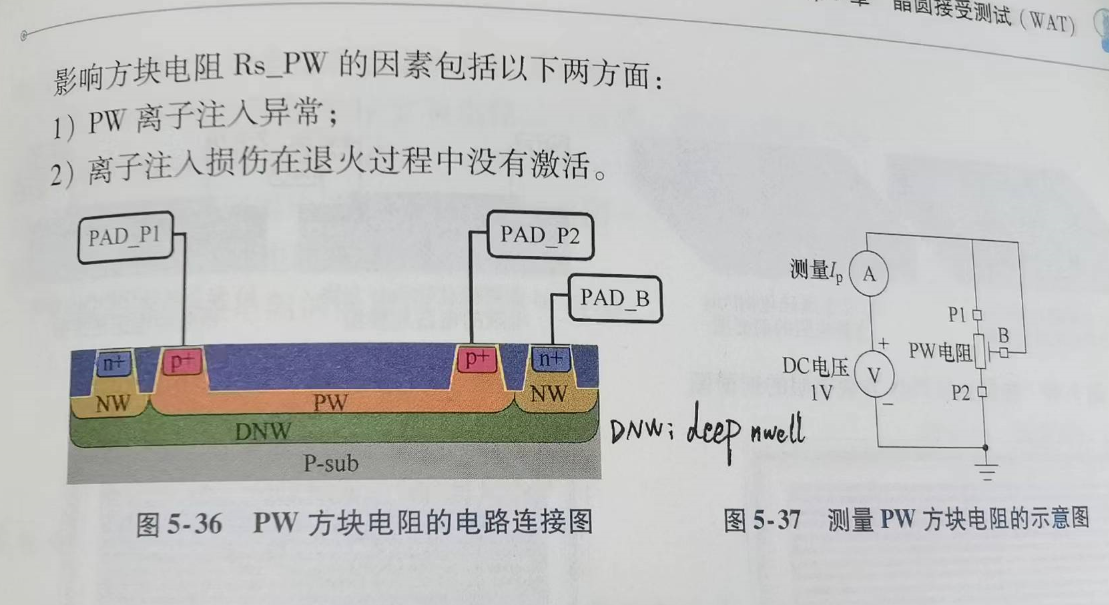 晶圆接受测试（WAT）
影响方块电阻 Rs_PW 的因素包括以下两方面：
1）PW 离子注入异常；
2）离子注入损伤在退火过程中没有激活。
PAD_P1
PAD_P2
PAD_B
n+
p+
p+
n+
NW
PW
NW
DNW
P-sub
DNW: deep nwell
测量Ip
A
P1
B
PW电阻
DC电压
1V
+
V
−
P2
图 5-36 PW 方块电阻的电路连接图
图 5-37 测量 PW 方块电阻的示意图